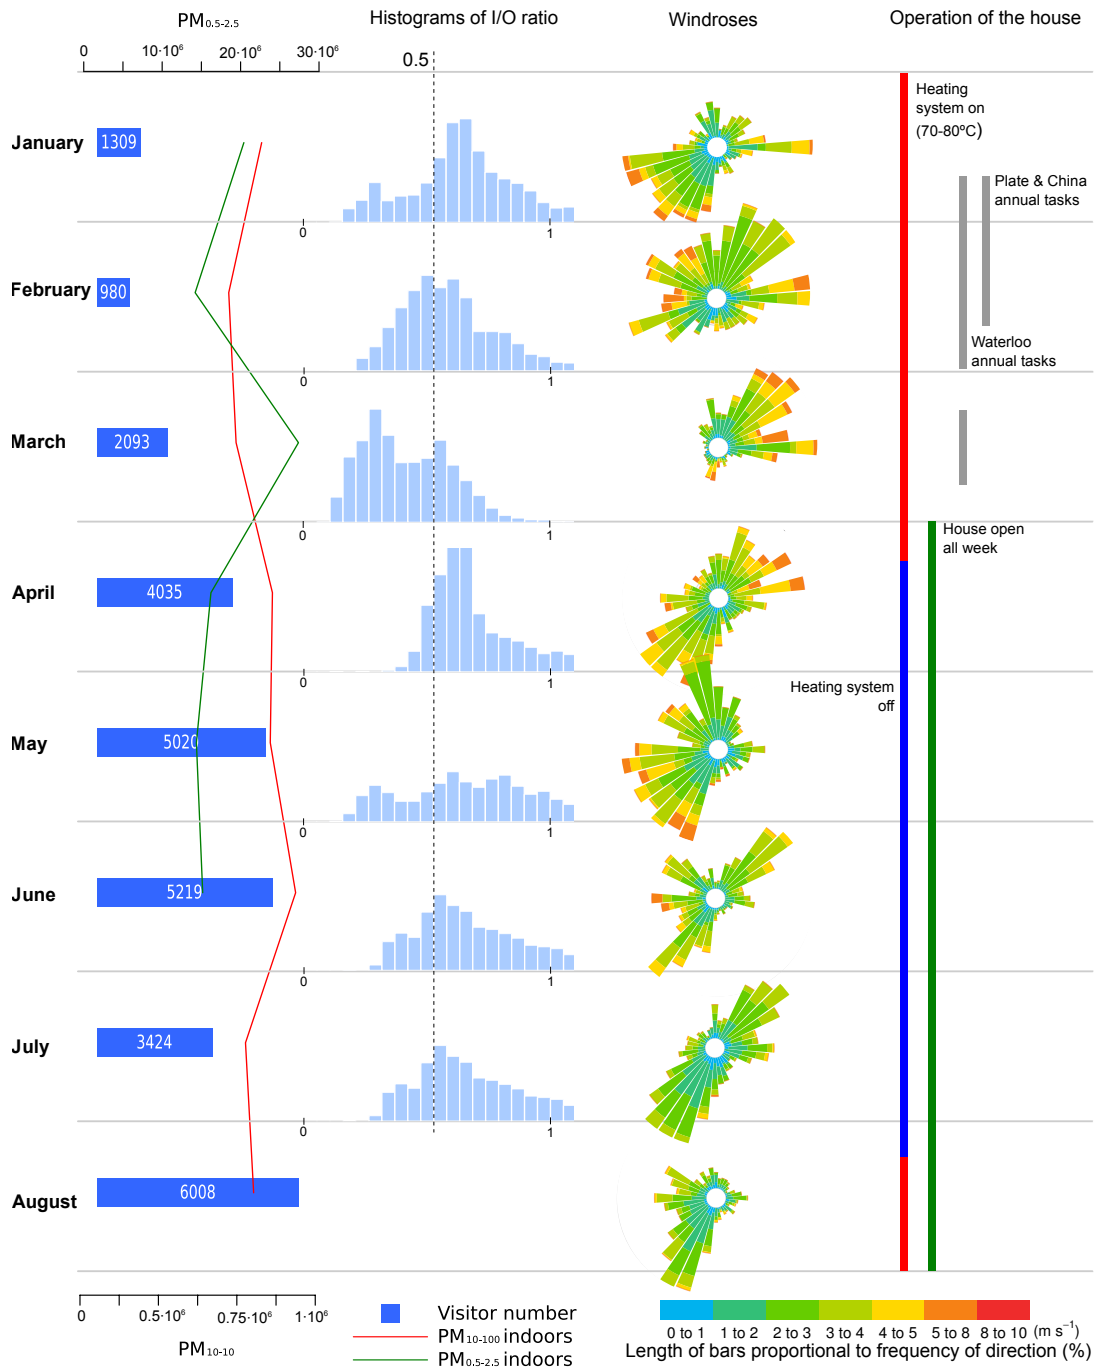 PM0.5-2.5
Histograms of I/O ratio
Windroses
Operation of the house
0 10·10⁶ 20·10⁶ 30·10⁶
0.5
Heating
system on
(70-80ºC)
January
1309
Plate & China
annual tasks
0 1
February
980
Waterloo
annual tasks
0 1
March
2093
0 1
House open
all week
April
4035
0 1
Heating system
off
May
5020
0 1
June
5219
0 1
July
3424
0 1
August
6008
0 0.5·10⁶ 0.75·10⁶ 1·10⁶
PM10-10
Visitor number
PM10-100 indoors
PM0.5-2.5 indoors
0 to 1 1 to 2 2 to 3 3 to 4 4 to 5 5 to 8 8 to 10 (m s⁻¹)
Length of bars proportional to frequency of direction (%)